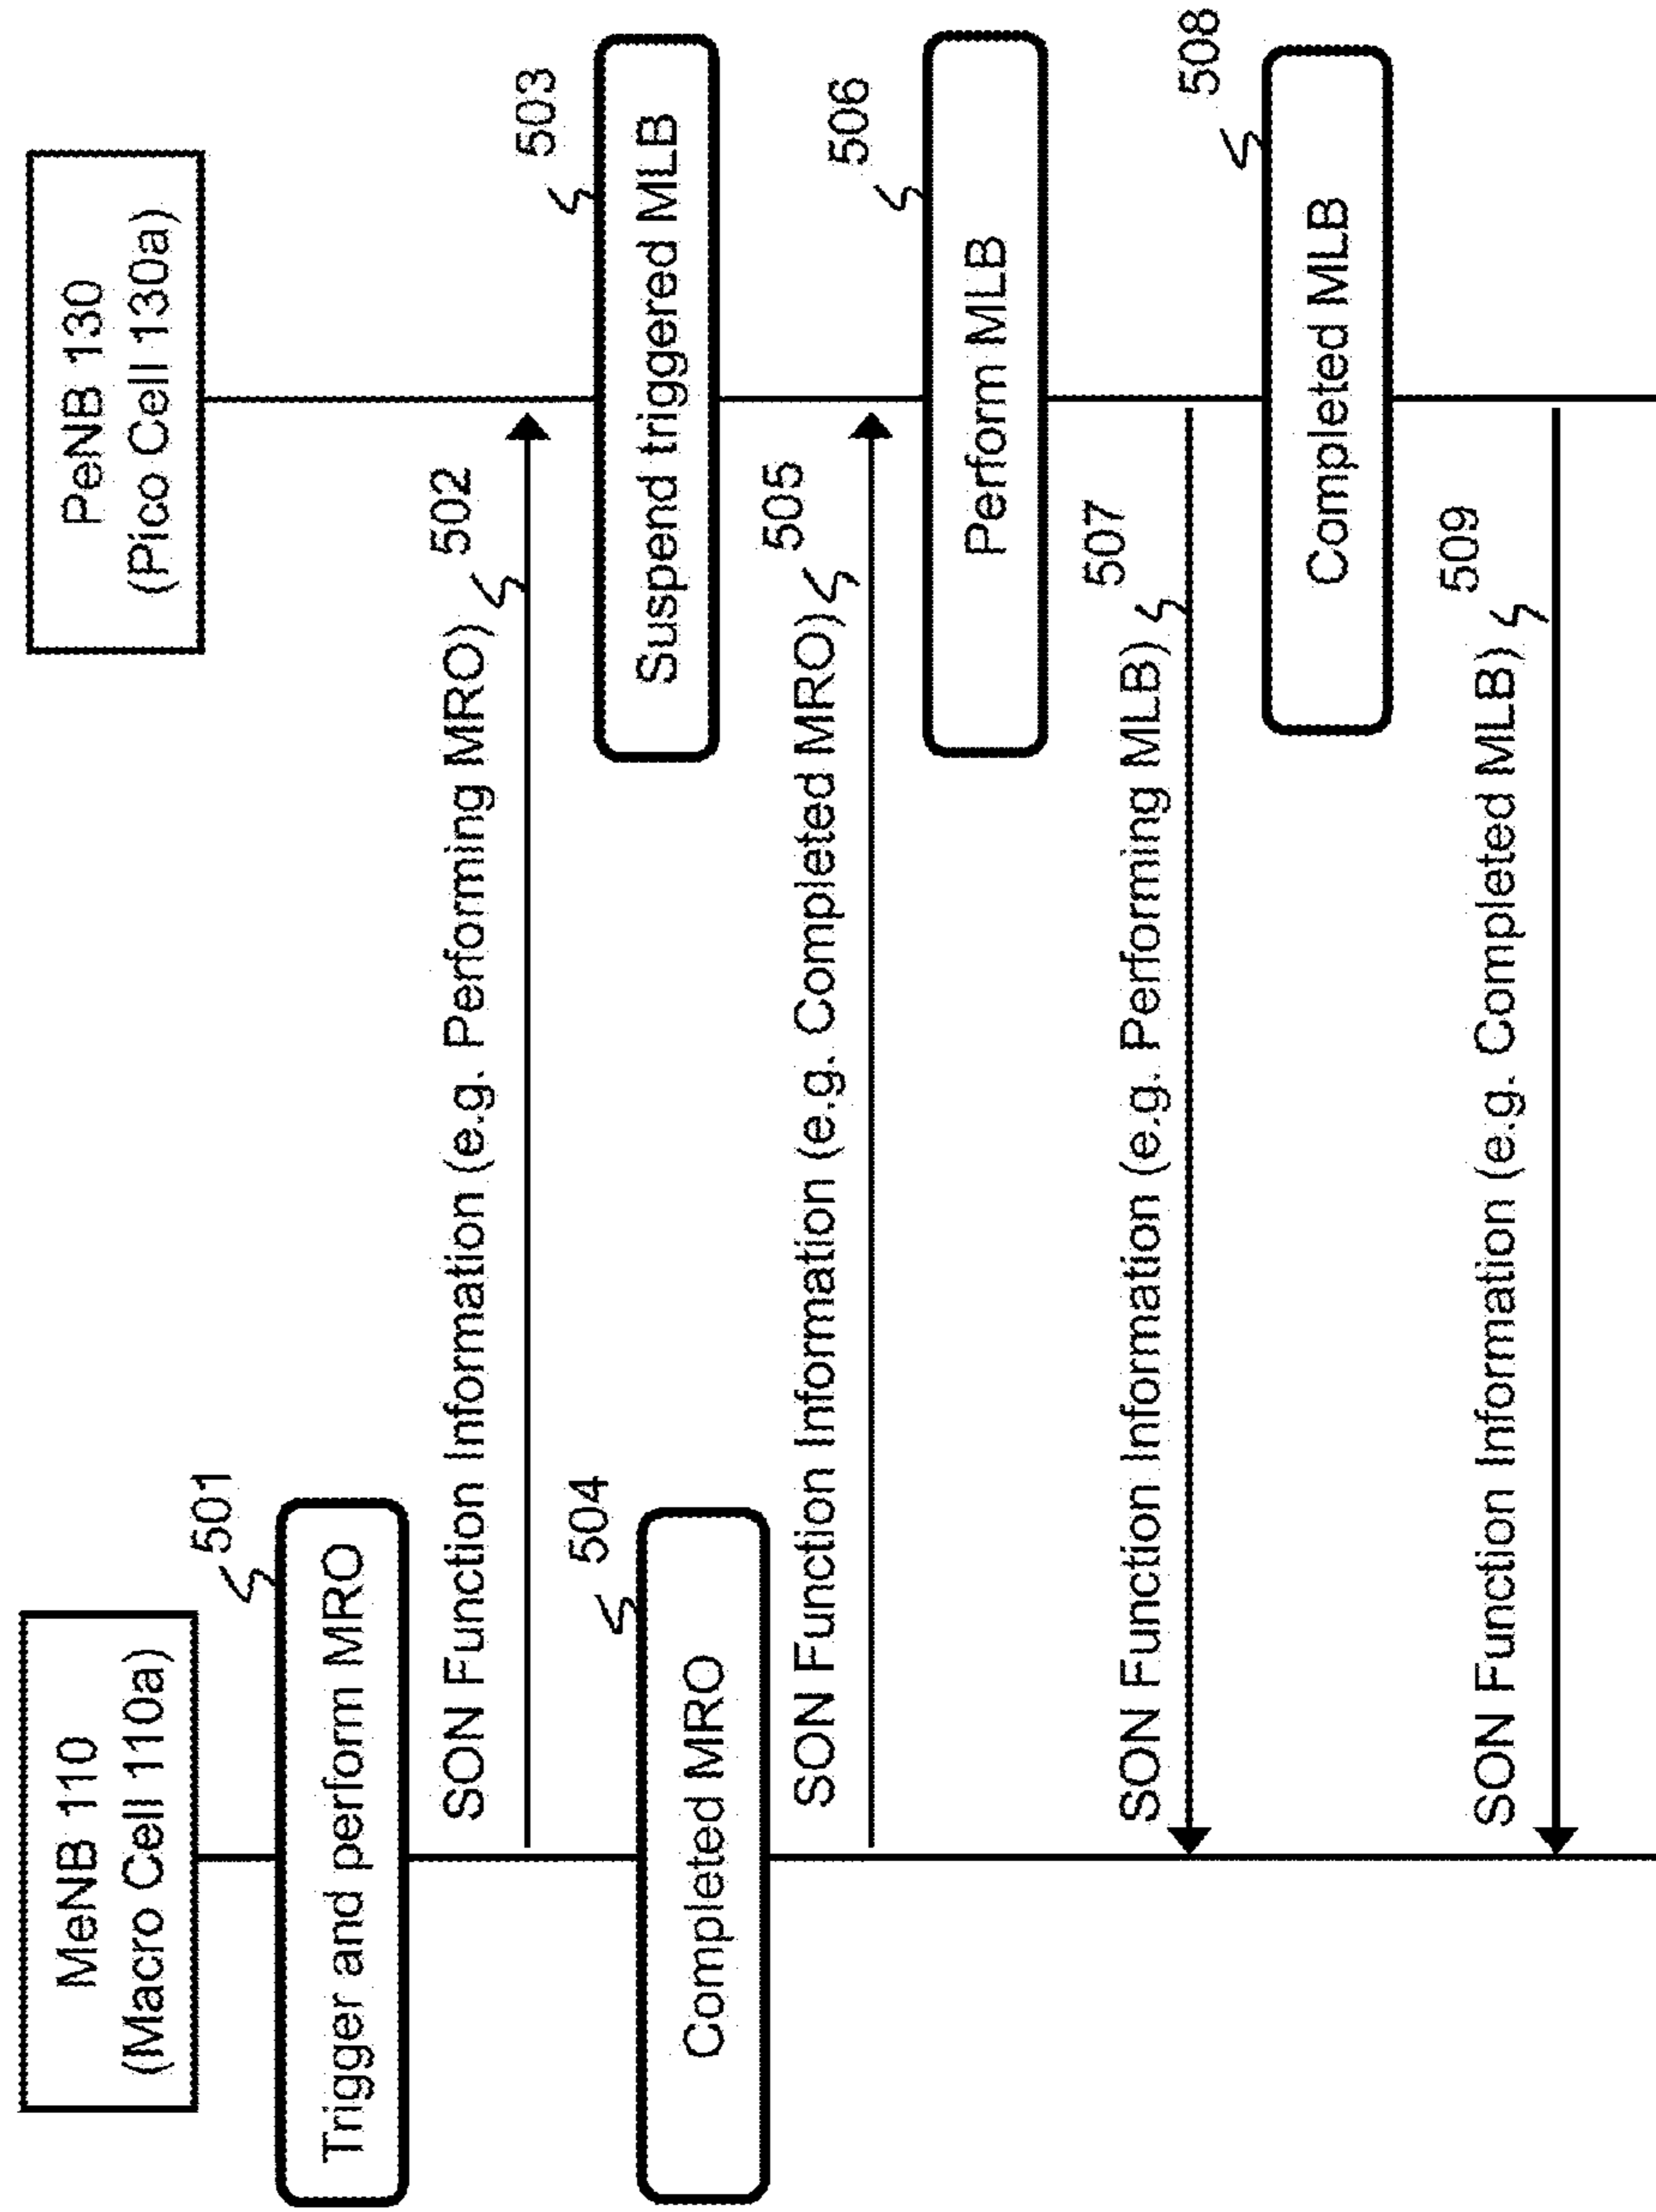 MeNB 110
(Macro Cell 110a)
PeNB 130
(Pico Cell 130a)
501
Trigger and perform MRO
SON Function Information (e.g. Performing MRO)
502
503
Suspend triggered MLB
504
Completed MRO
SON Function Information (e.g. Completed MRO)
505
506
Perform MLB
SON Function Information (e.g. Performing MLB)
507
508
Completed MLB
SON Function Information (e.g. Completed MLB)
509